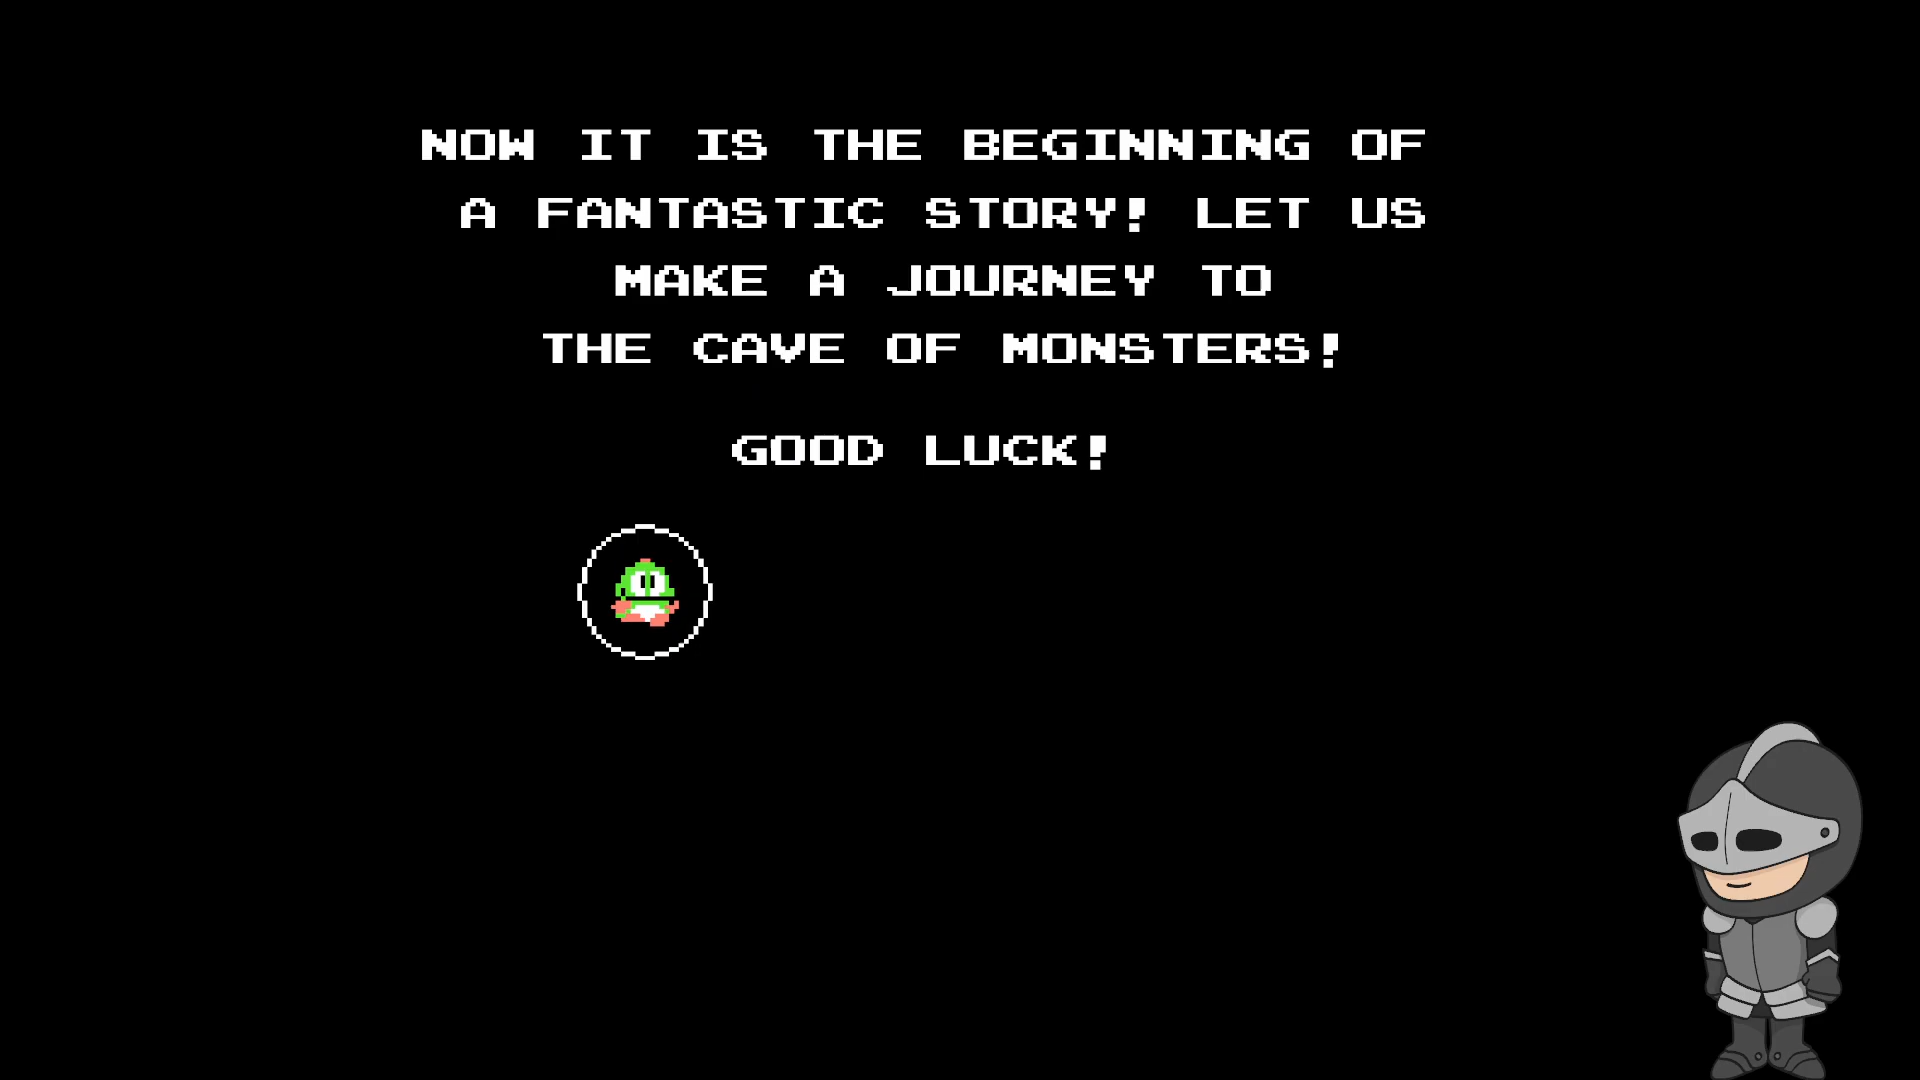 NOW IT IS THE BEGINNING OF
A FANTASTIC STORY! LET US
MAKE A JOURNEY TO
THE CAVE OF MONSTERS!
GOOD LUCK!